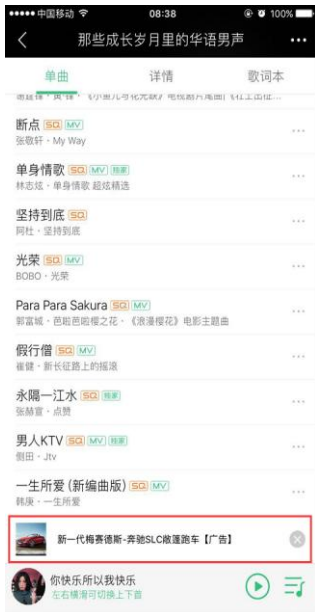 中国移动 08:38 100%
那些成长岁月里的华语男声
单曲 详情 歌词本
断点 SQ MV
张敬轩 - My Way
单身情歌 SQ MV 独家
林志炫 - 单身情歌 超炫精选
坚持到底 SQ
阿杜 - 坚持到底
光荣 SQ MV
BOBO - 光荣
Para Para Sakura SQ MV
郭富城 - 芭啦芭啦樱之花 - 《浪漫樱花》电影主题曲
假行僧 SQ MV
崔健 - 新长征路上的摇滚
永隔一江水 SQ 独家
张赫宣 - 点赞
男人KTV SQ MV 独家
侧田 - Jtv
一生所爱 (新编曲版) SQ MV
韩庚 - 一生所爱
新一代梅赛德斯-奔驰SLC敞篷跑车【广告】
你快乐所以我快乐
左右横滑可切换上下首